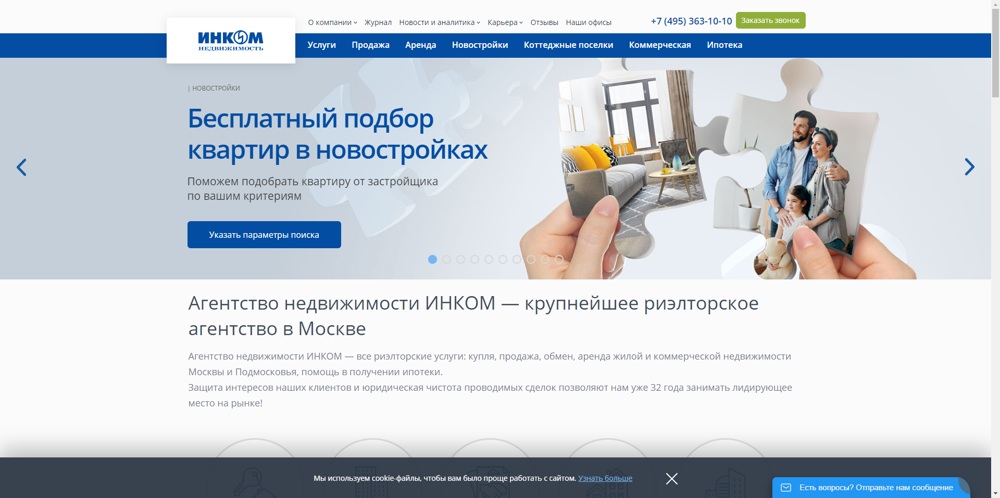 О компании
Журнал
Новости и аналитика
Карьера
Отзывы
Наши офисы
+7 (495) 363-10-10
Заказать звонок
ИНКОМ
НЕДВИЖИМОСТЬ
Услуги
Продажа
Аренда
Новостройки
Коттеджные поселки
Коммерческая
Ипотека
| НОВОСТРОЙКИ
Бесплатный подбор
квартир в новостройках
Поможем подобрать квартиру от застройщика
по вашим критериям
Указать параметры поиска
Агентство недвижимости ИНКОМ — крупнейшее риэлторское
агентство в Москве
Агентство недвижимости ИНКОМ — все риэлторские услуги: купля, продажа, обмен, аренда жилой и коммерческой недвижимости
Москвы и Подмосковья, помощь в получении ипотеки.
Защита интересов наших клиентов и юридическая чистота проводимых сделок позволяют нам уже 32 года занимать лидирующее
место на рынке!
Мы используем cookie-файлы, чтобы вам было проще работать с сайтом. Узнать больше
Есть вопросы? Отправьте нам сообщение